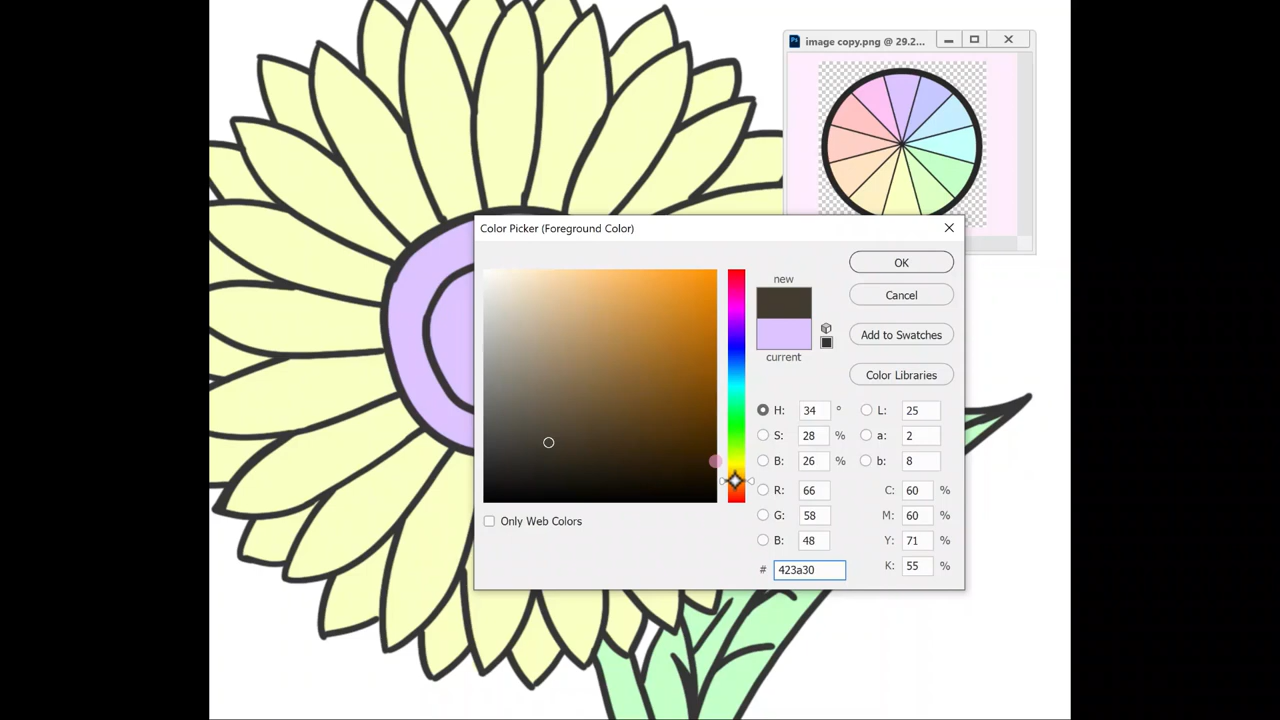 image copy.png @ 29.2...
Color Picker (Foreground Color)
new
current
OK
Cancel
Add to Swatches
Color Libraries
H: 34 ° L: 25
S: 28 % a: 2
B: 26 % b: 8
R: 66 C: 60 %
G: 58 M: 60 %
B: 48 Y: 71 %
# 423a30 K: 55 %
Only Web Colors